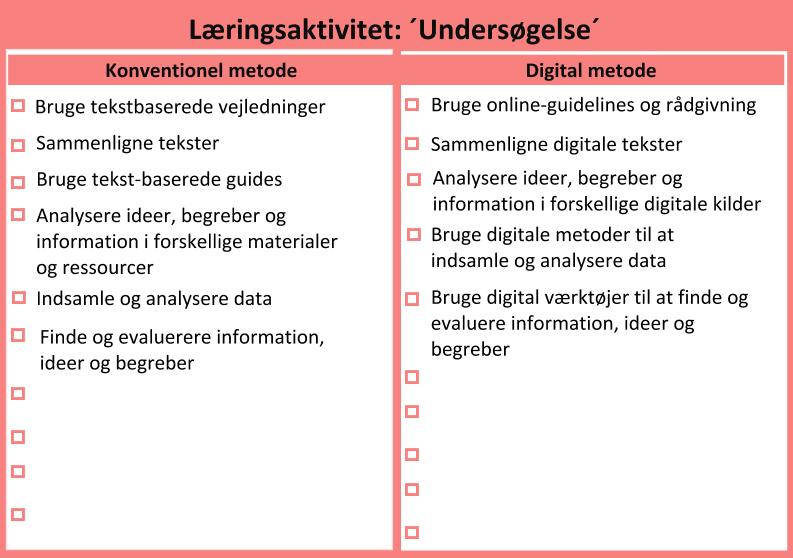 Læringsaktivitet: ´Undersøgelse´
Konventionel metode
Bruge tekstbaserede vejledninger
Sammenligne tekster
Bruge tekst-baserede guides
Analysere ideer, begreber og
information i forskellige materialer
og ressourcer
Indsamle og analysere data
Finde og evaluerere information,
ideer og begreber
Digital metode
Bruge online-guidelines og rådgivning
Sammenligne digitale tekster
Analysere ideer, begreber og
information i forskellige digitale kilder
Bruge digitale metoder til at
indsamle og analysere data
Bruge digital værktøjer til at finde og
evaluere information, ideer og
begreber